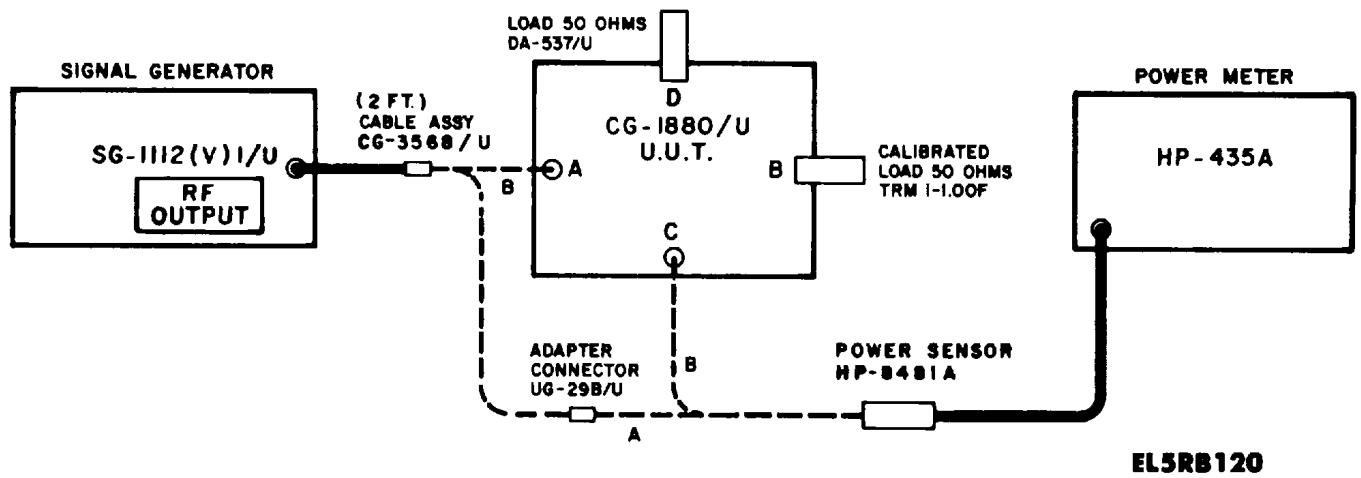 SIGNAL GENERATOR
SG-1112(V)1/U
RF
OUTPUT
(2 FT.)
CABLE ASSY
CG-3568/U
B
LOAD 50 OHMS
DA-537/U
D
CG-1880/U
U.U.T.
A
B
C
CALIBRATED
LOAD 50 OHMS
TRM 1-1.00F
POWER METER
HP-435A
ADAPTER
CONNECTOR
UG-29B/U
B
A
POWER SENSOR
HP-8481A
EL5RB120